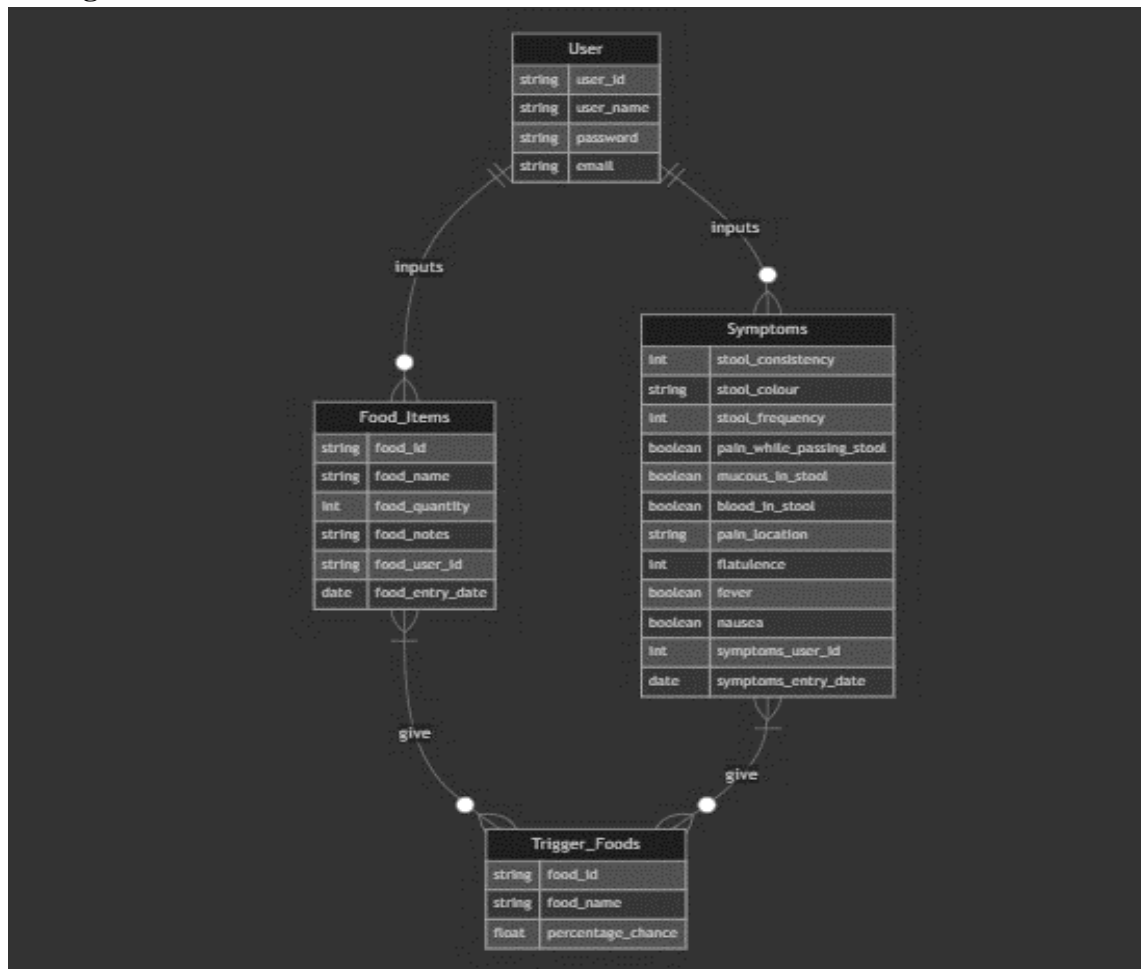 User
string user_id
string user_name
string password
string email
inputs
inputs
Food_Items
string food_id
string food_name
int food_quantity
string food_notes
string food_user_id
date food_entry_date
Symptoms
int stool_consistency
string stool_colour
int stool_frequency
boolean pain_while_passing_stool
boolean mucous_in_stool
boolean blood_in_stool
string pain_location
int flatulence
boolean fever
boolean nausea
int symptoms_user_id
date symptoms_entry_date
give
give
Trigger_Foods
string food_id
string food_name
float percentage_chance